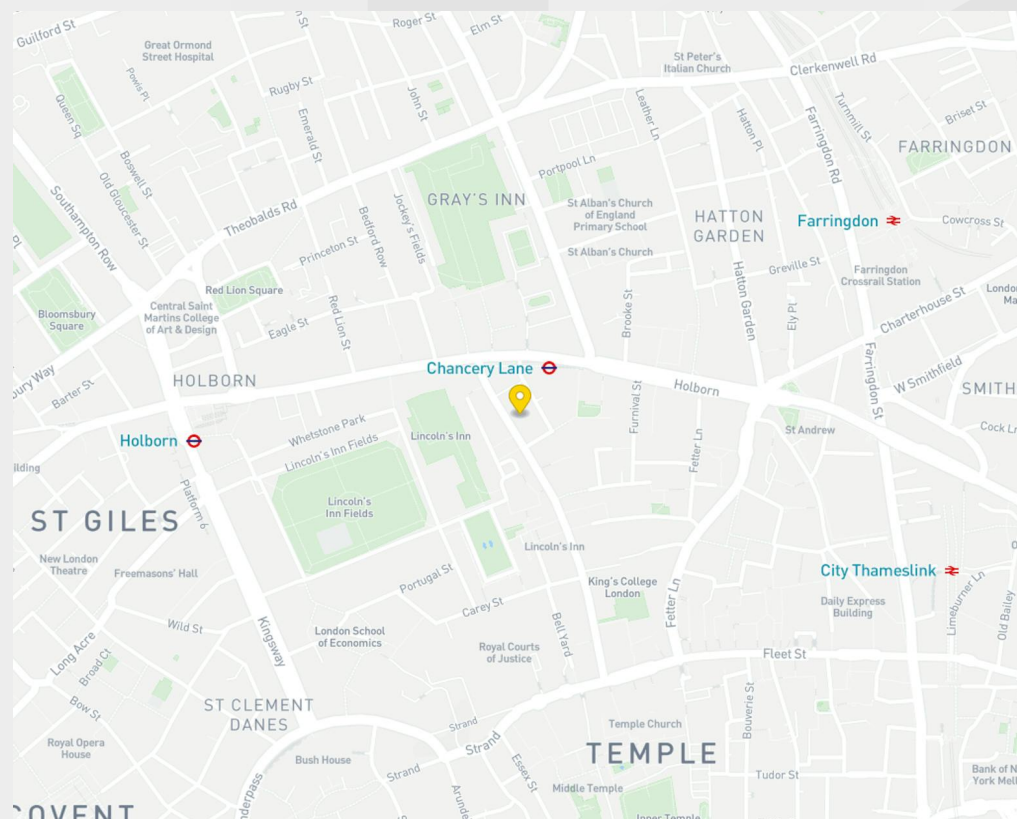 Guilford St
Roger St
Elm St
Great Ormond
Street Hospital
St Peter's
Italian Church
Clerkenwell Rd
Powis Pl
Rugby St
John St
Leather Ln
Hatton Pl
Farringdon Rd
Turnmill St
Briset St
Queen Sq
Emerald St
FARRINGDON
Boswell St
Old Gloucester St
Portpool Ln
Southampton Row
Theobalds Rd
Jockey's Fields
GRAY'S INN
St Alban's Church
of England
Primary School
HATTON
GARDEN
Farringdon
Cowcross St
Bedford Row
Princeton St
St Alban's Church
Greville St
Farringdon
Crossrail Station
Hatton Garden
Red Lion Square
Central Saint
Martins College
of Art & Design
Bloomsbury
Square
Red Lion St
Eagle St
Brooke St
Ely Pl
Charterhouse St
Chancery Lane
Farringdon St
W Smithfield
HOLBORN
Barter St
Holborn
Furnival St
Whetstone Park
Lincoln's Inn Fields
Lincoln's Inn
St Andrew
Cock Ln
Holborn
Fetter Ln
Lincoln's
Inn Fields
ST GILES
New London
Theatre
Freemasons' Hall
Lincoln's Inn
City Thameslink
Portugal St
King's College
London
Fetter Ln
Daily Express
Building
Limeburner Ln
Old Bailey
Carey St
Wild St
Kingsway
London School
of Economics
Bell Yard
Royal Courts
of Justice
Long Acre
Broad Ct
Fleet St
Bow St
ST CLEMENT
DANES
Bouverie St
Strand
Temple Church
Royal Opera
House
Bush House
Strand
TEMPLE
Strand
Essex St
Tudor St
Middle Temple
Inner Temple